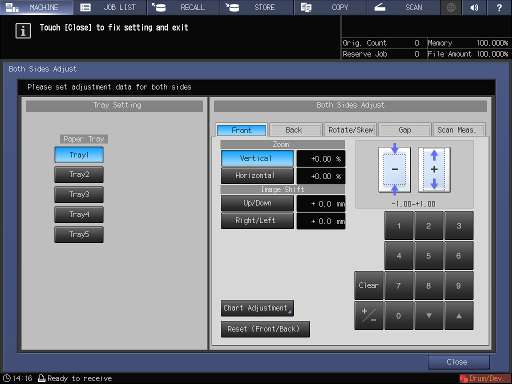 MACHINE JOB LIST RECALL STORE COPY SCAN ?
Touch [Close] to fix setting and exit
Orig. Count 0 Memory 100.000%
Reserve Job 0 File Amount 100.000%
Both Sides Adjust
Please set adjustment data for both sides
Tray Setting
Paper Tray
Tray1
Tray2
Tray3
Tray4
Tray5
Both Sides Adjust
Front Back Rotate/Skew Gap Scan Meas.
Zoom
Vertical +0.00 %
Horizontal +0.00 %
Image Shift
Up/Down + 0.0 mm
Right/Left + 0.0 mm
Chart Adjustment
Reset (Front/Back)
- +
-1.00-+1.00
1 2 3
4 5 6
Clear 7 8 9
+/- 0 ▼ ▲
Close
14:16 Ready to receive Drum/Dev.